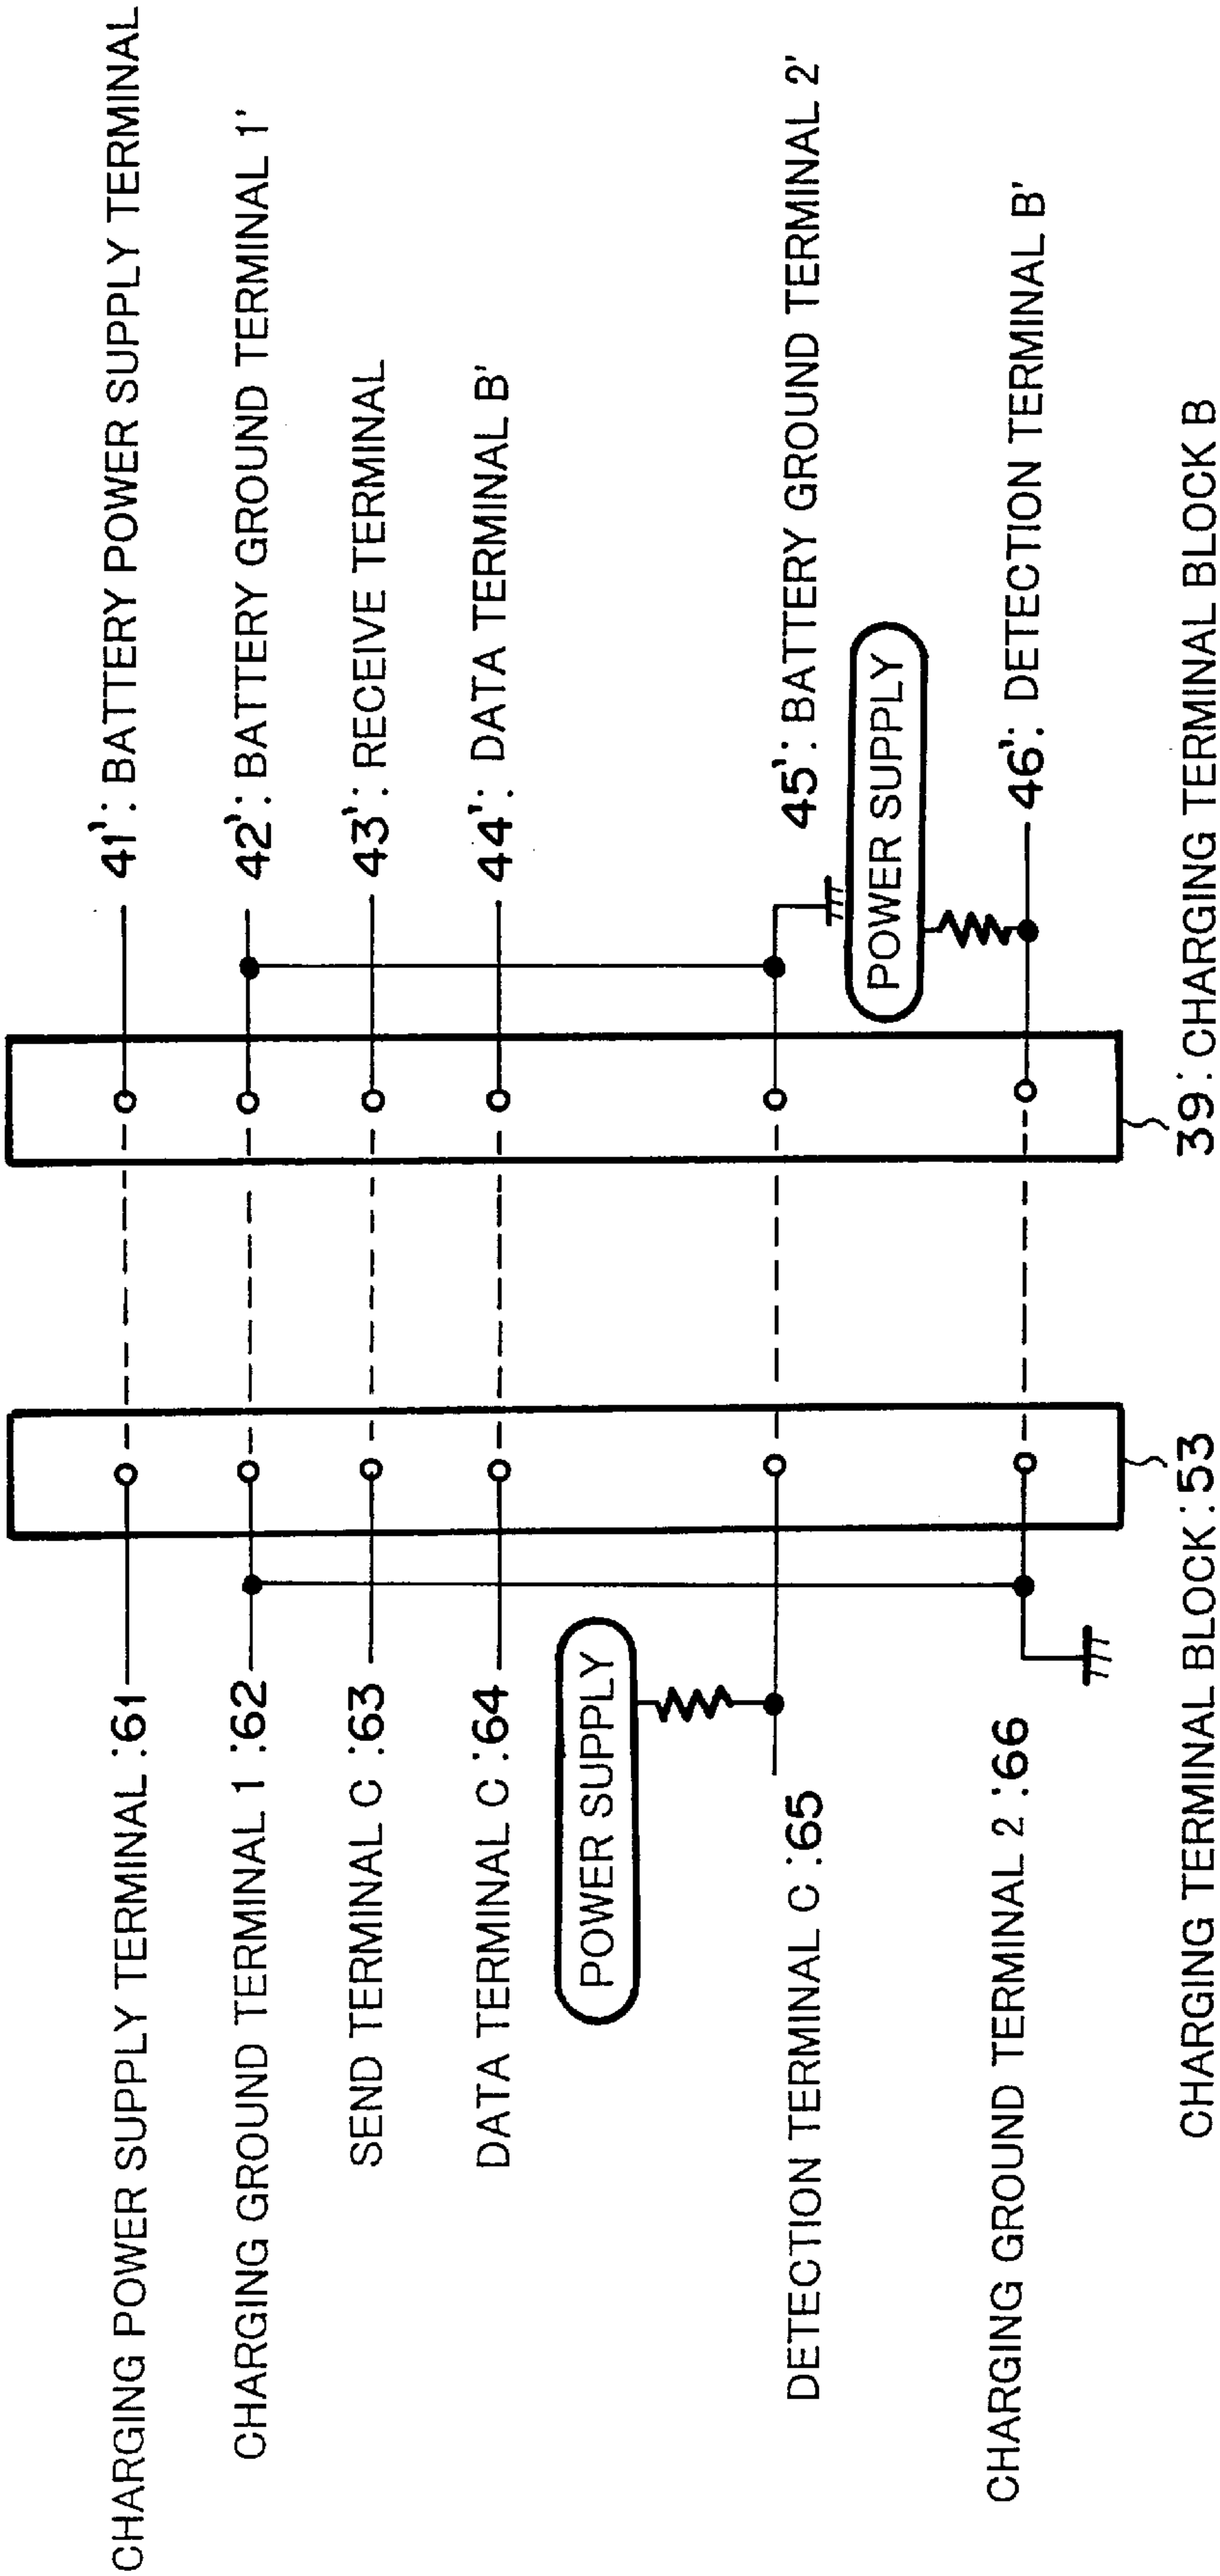 CHARGING POWER SUPPLY TERMINAL :61
41': BATTERY POWER SUPPLY TERMINAL
CHARGING GROUND TERMINAL 1 :62
42': BATTERY GROUND TERMINAL 1'
SEND TERMINAL C :63
43': RECEIVE TERMINAL
DATA TERMINAL C :64
44': DATA TERMINAL B'
POWER SUPPLY
DETECTION TERMINAL C :65
45': BATTERY GROUND TERMINAL 2'
POWER SUPPLY
CHARGING GROUND TERMINAL 2 :66
46': DETECTION TERMINAL B'
CHARGING TERMINAL BLOCK :53
39: CHARGING TERMINAL BLOCK B